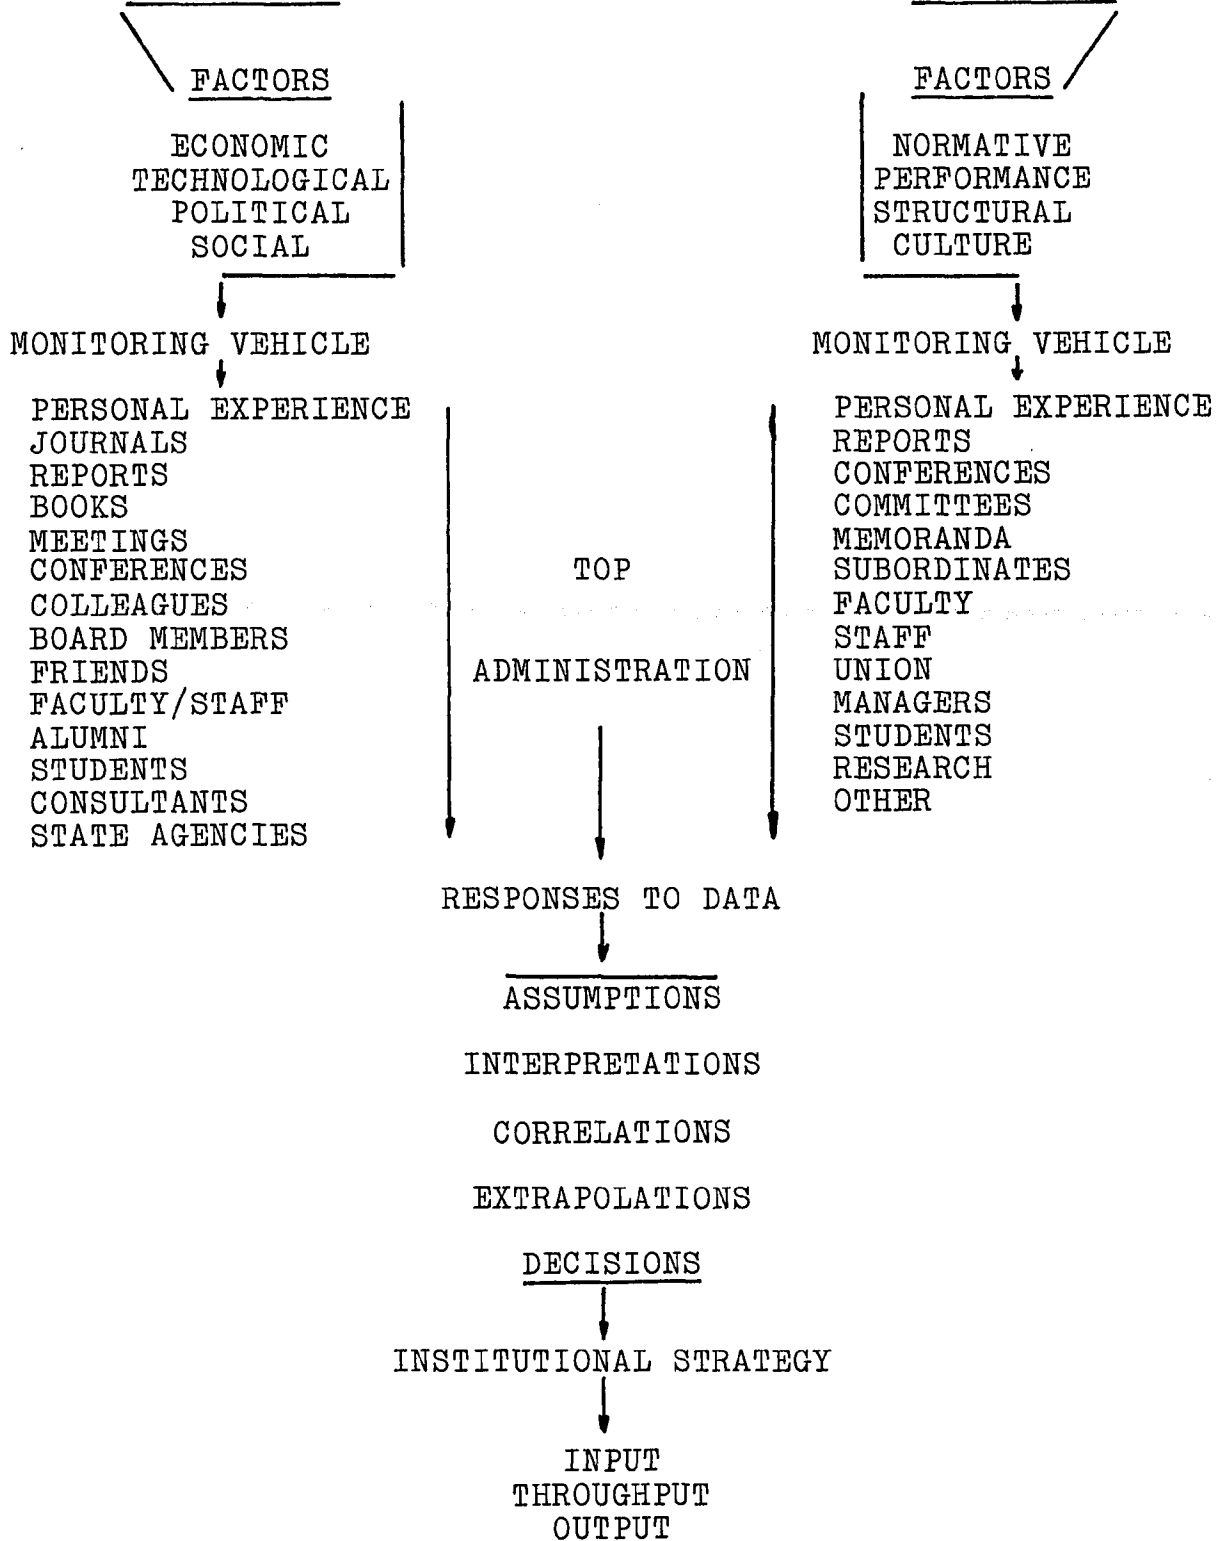 FACTORS
ECONOMIC
TECHNOLOGICAL
POLITICAL
SOCIAL
MONITORING VEHICLE
PERSONAL EXPERIENCE
JOURNALS
REPORTS
BOOKS
MEETINGS
CONFERENCES
COLLEAGUES
BOARD MEMBERS
FRIENDS
FACULTY/STAFF
ALUMNI
STUDENTS
CONSULTANTS
STATE AGENCIES
TOP
ADMINISTRATION
FACTORS
NORMATIVE
PERFORMANCE
STRUCTURAL
CULTURE
MONITORING VEHICLE
PERSONAL EXPERIENCE
REPORTS
CONFERENCES
COMMITTEES
MEMORANDA
SUBORDINATES
FACULTY
STAFF
UNION
MANAGERS
STUDENTS
RESEARCH
OTHER
RESPONSES TO DATA
ASSUMPTIONS
INTERPRETATIONS
CORRELATIONS
EXTRAPOLATIONS
DECISIONS
INSTITUTIONAL STRATEGY
INPUT
THROUGHPUT
OUTPUT